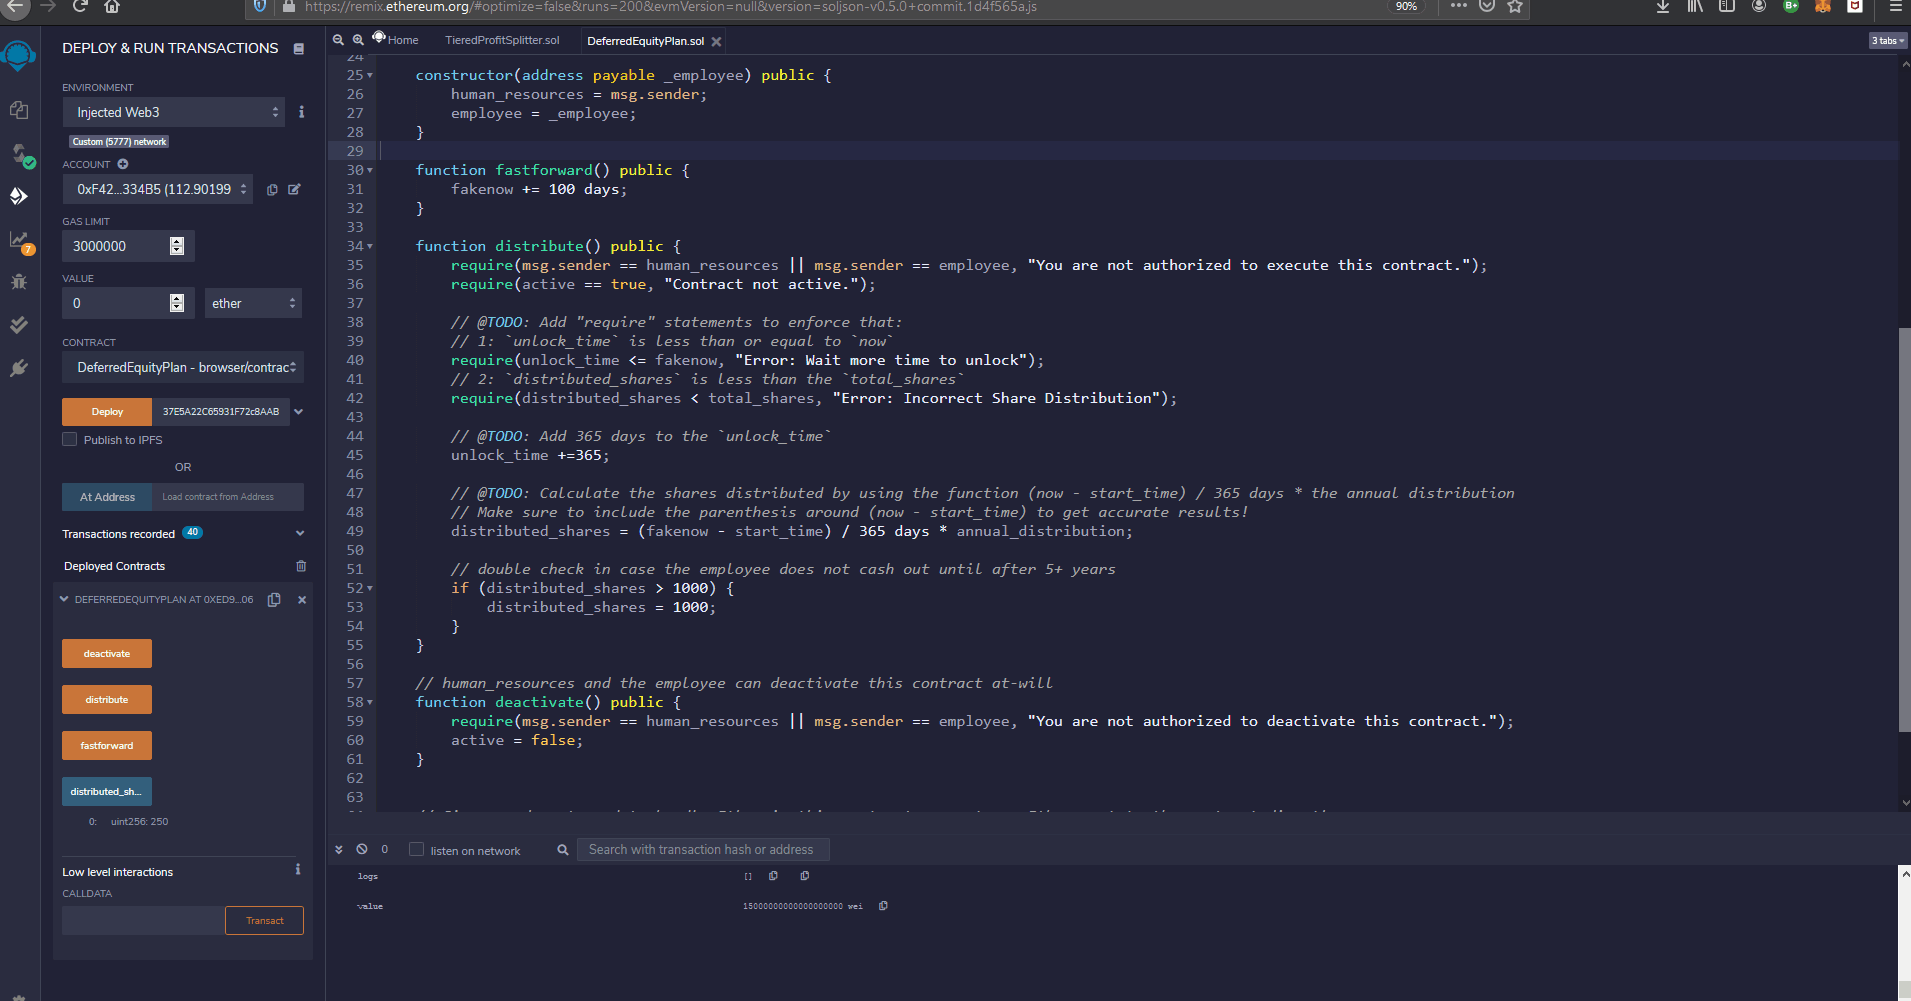 https://remix.ethereum.org/#optimize=false&runs=200&evmVersion=null&version=soljson-v0.5.0+commit.1d4f565a.js
90%
DEPLOY & RUN TRANSACTIONS
ENVIRONMENT
Injected Web3
Custom (5777) network
ACCOUNT
0xF42...334B5 (112.90199
GAS LIMIT
3000000
VALUE
0
ether
CONTRACT
DeferredEquityPlan - browser/contrac
Deploy
37E5A22C65931F72c8AAB
Publish to IPFS
OR
At Address
Load contract from Address
Transactions recorded 40
Deployed Contracts
DEFERREDEQUITYPLAN AT 0XED9...06
deactivate
distribute
fastforward
distributed_sh...
0: uint256: 250
Low level interactions
CALLDATA
Transact
7
Home
TieredProfitSplitter.sol
DeferredEquityPlan.sol
3 tabs
24
25 constructor(address payable _employee) public {
26 human_resources = msg.sender;
27 employee = _employee;
28 }
29
30 function fastforward() public {
31 fakenow += 100 days;
32 }
33
34 function distribute() public {
35 require(msg.sender == human_resources || msg.sender == employee, "You are not authorized to execute this contract.");
36 require(active == true, "Contract not active.");
37
38 // @TODO: Add "require" statements to enforce that:
39 // 1: `unlock_time` is less than or equal to `now`
40 require(unlock_time <= fakenow, "Error: Wait more time to unlock");
41 // 2: `distributed_shares` is less than the `total_shares`
42 require(distributed_shares < total_shares, "Error: Incorrect Share Distribution");
43
44 // @TODO: Add 365 days to the `unlock_time`
45 unlock_time +=365;
46
47 // @TODO: Calculate the shares distributed by using the function (now - start_time) / 365 days * the annual distribution
48 // Make sure to include the parenthesis around (now - start_time) to get accurate results!
49 distributed_shares = (fakenow - start_time) / 365 days * annual_distribution;
50
51 // double check in case the employee does not cash out until after 5+ years
52 if (distributed_shares > 1000) {
53 distributed_shares = 1000;
54 }
55 }
56
57 // human_resources and the employee can deactivate this contract at-will
58 function deactivate() public {
59 require(msg.sender == human_resources || msg.sender == employee, "You are not authorized to deactivate this contract.");
60 active = false;
61 }
62
63
0
listen on network
Search with transaction hash or address
logs []
value 15000000000000000000 wei